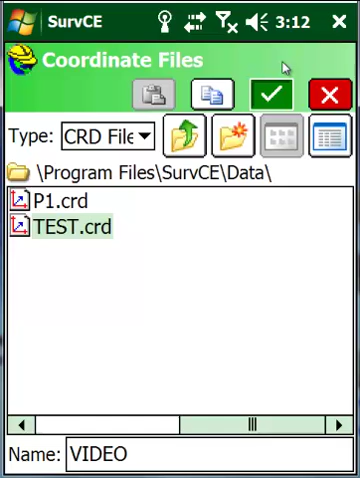 SurvCE 3:12
Coordinate Files
Type: CRD File
\Program Files\SurvCE\Data\
P1.crd
TEST.crd
Name: VIDEO